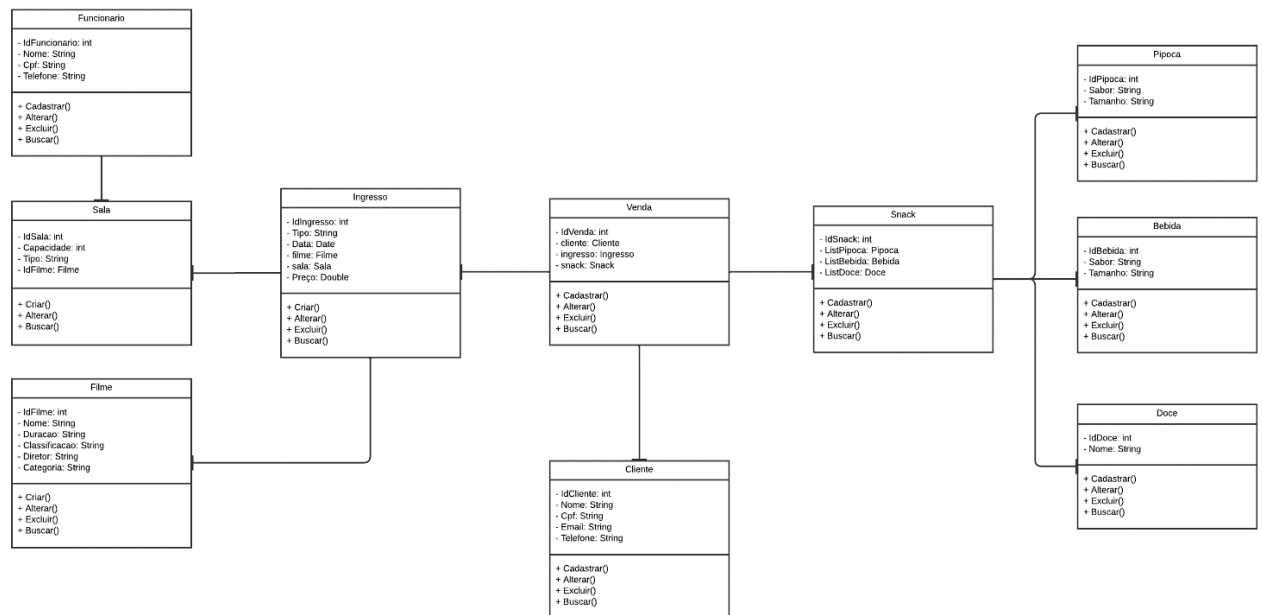 Funcionario
- IdFuncionario: int
- Nome: String
- Cpf: String
- Telefone: String
+ Cadastrar()
+ Alterar()
+ Excluir()
+ Buscar()
Sala
- IdSala: int
- Capacidade: int
- Tipo: String
- IdFilme: Filme
+ Criar()
+ Alterar()
+ Buscar()
Filme
- IdFilme: int
- Nome: String
- Duracao: String
- Classificacao: String
- Diretor: String
- Categoria: String
+ Criar()
+ Alterar()
+ Excluir()
+ Buscar()
Ingresso
- IdIngresso: int
- Tipo: String
- Data: Date
- filme: Filme
- sala: Sala
- Preço: Double
+ Criar()
+ Alterar()
+ Excluir()
+ Buscar()
Venda
- IdVenda: int
- cliente: Cliente
- ingresso: Ingresso
- snack: Snack
+ Cadastrar()
+ Alterar()
+ Excluir()
+ Buscar()
Cliente
- IdCliente: int
- Nome: String
- Cpf: String
- Email: String
- Telefone: String
+ Cadastrar()
+ Alterar()
+ Excluir()
+ Buscar()
Snack
- IdSnack: int
- ListPipoca: Pipoca
- ListBebida: Bebida
- ListDoce: Doce
+ Cadastrar()
+ Alterar()
+ Excluir()
+ Buscar()
Pipoca
- IdPipoca: int
- Sabor: String
- Tamanho: String
+ Cadastrar()
+ Alterar()
+ Excluir()
+ Buscar()
Bebida
- IdBebida: int
- Sabor: String
- Tamanho: String
+ Cadastrar()
+ Alterar()
+ Excluir()
+ Buscar()
Doce
- IdDoce: int
- Nome: String
+ Cadastrar()
+ Alterar()
+ Excluir()
+ Buscar()